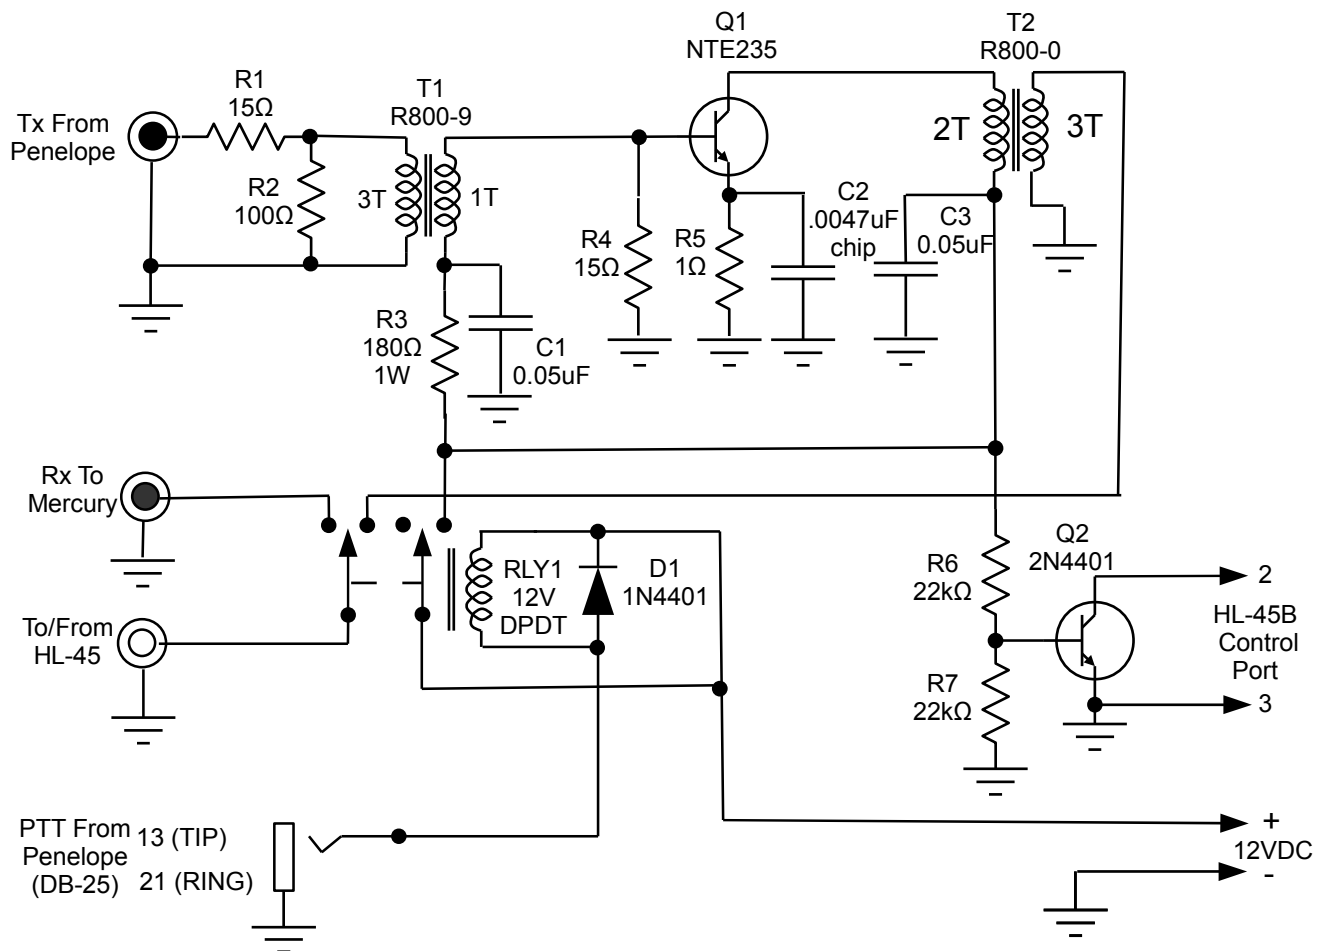 Q1
NTE235
T2
R800-0
R1
15Ω
T1
R800-9
Tx From
Penelope
2T
3T
R2
100Ω
3T
1T
C2
.0047uF
chip
C3
0.05uF
R4
15Ω
R5
1Ω
R3
180Ω
1W
C1
0.05uF
Rx To
Mercury
Q2
2N4401
R6
22kΩ
RLY1
12V
DPDT
D1
1N4401
2
HL-45B
Control
Port
To/From
HL-45
R7
22kΩ
3
PTT From
Penelope
(DB-25)
13 (TIP)
21 (RING)
+
12VDC
-